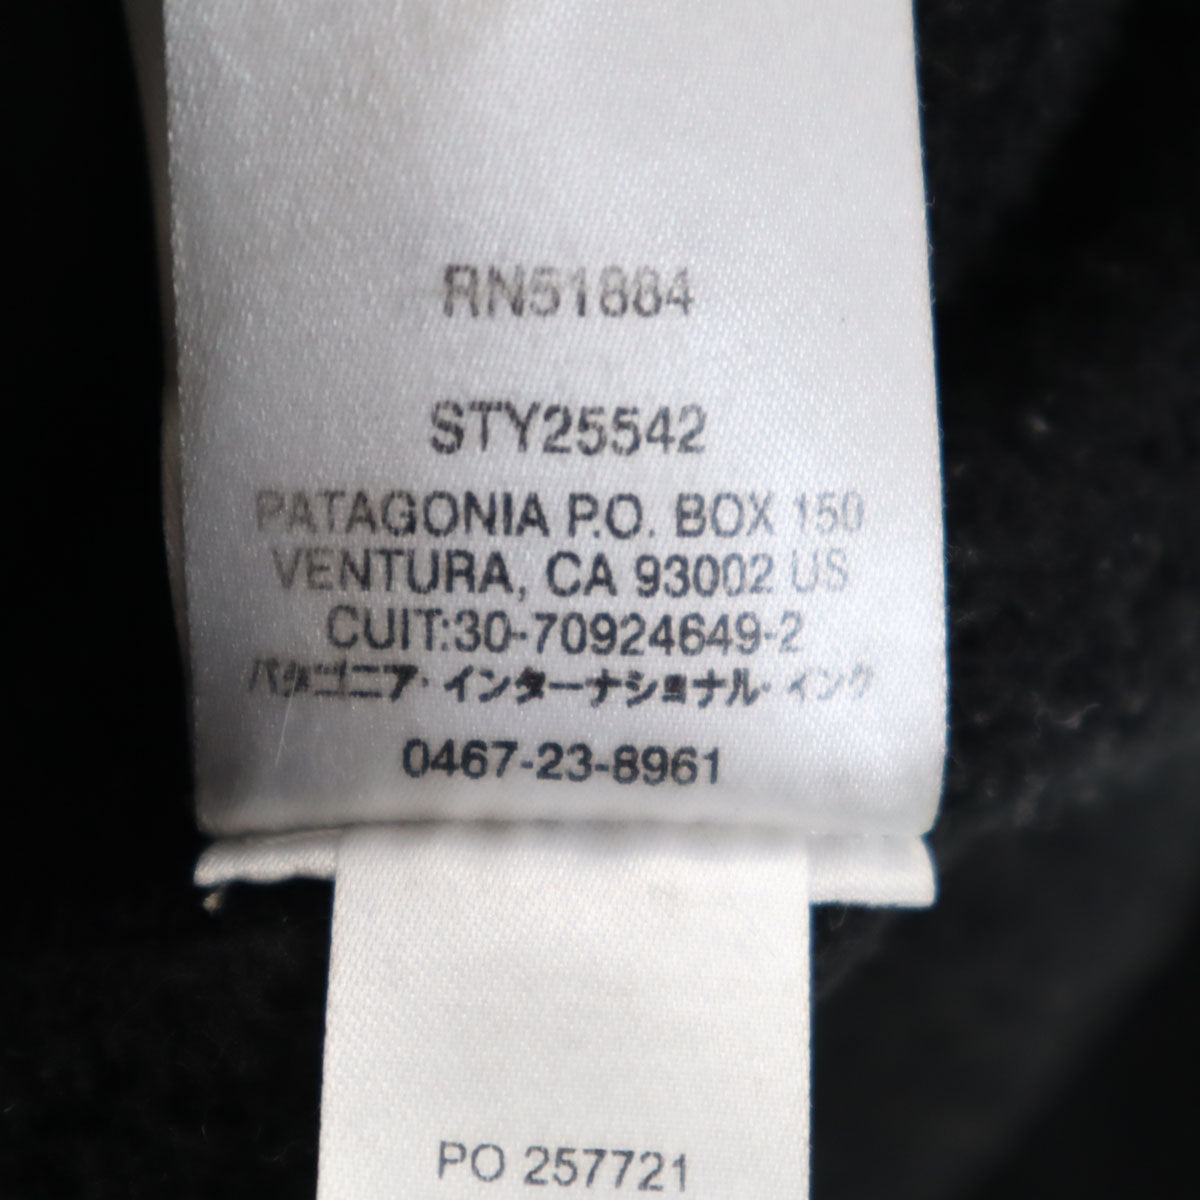 RN51884
STY25542
PATAGONIA P.O. BOX 150
VENTURA, CA 93002 US
CUIT:30-70924649-2
パタゴニア・インターナショナル・インク
0467-23-8961
PO 257721